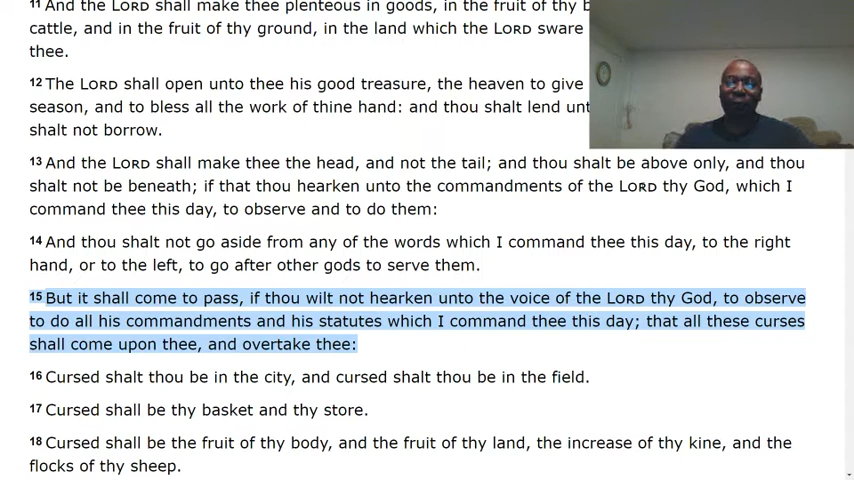 11 And the LORD shall make thee plenteous in goods, in the fruit of thy
cattle, and in the fruit of thy ground, in the land which the LORD sware
thee.
12 The LORD shall open unto thee his good treasure, the heaven to give
season, and to bless all the work of thine hand: and thou shalt lend
shalt not borrow.
13 And the LORD shall make thee the head, and not the tail; and thou shalt be above only, and thou
shalt not be beneath; if that thou hearken unto the commandments of the LORD thy God, which I
command thee this day, to observe and to do them:
14 And thou shalt not go aside from any of the words which I command thee this day, to the right
hand, or to the left, to go after other gods to serve them.
15 But it shall come to pass, if thou wilt not hearken unto the voice of the LORD thy God, to observe
to do all his commandments and his statutes which I command thee this day; that all these curses
shall come upon thee, and overtake thee:
16 Cursed shalt thou be in the city, and cursed shalt thou be in the field.
17 Cursed shall be thy basket and thy store.
18 Cursed shall be the fruit of thy body, and the fruit of thy land, the increase of thy kine, and the
flocks of thy sheep.